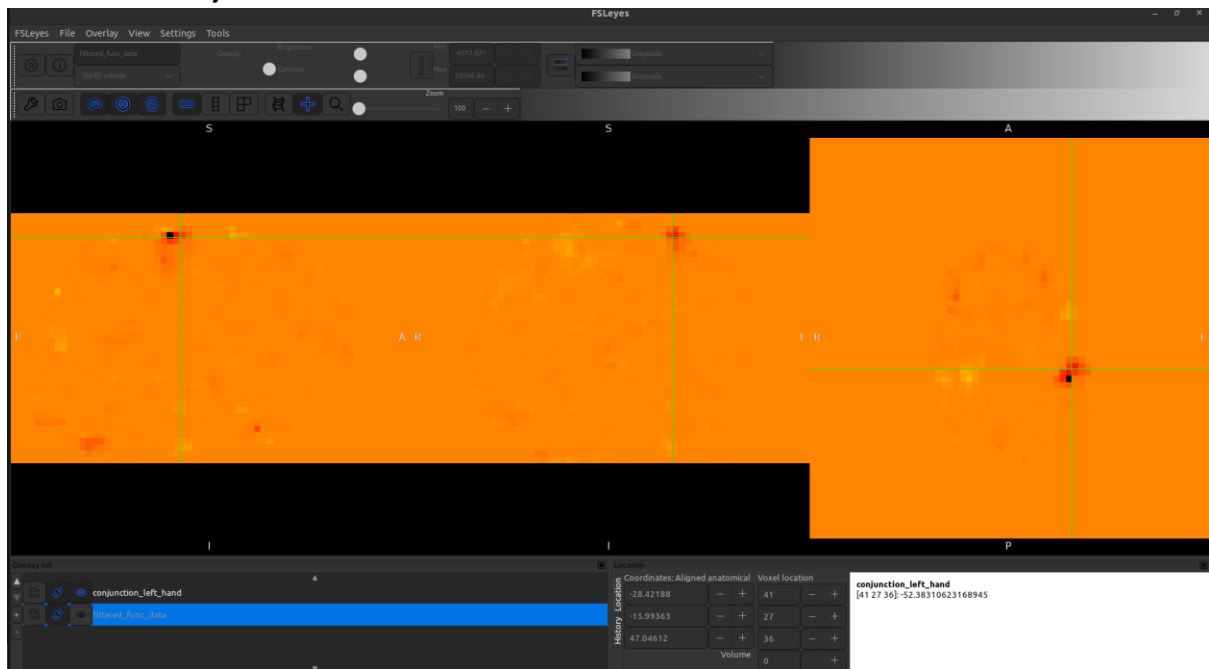 FSLeyes
FSLeyes File Overlay View Settings Tools
filtered_func_data
Opacity
Brightness
Contrast
RESET
Min
Max
-4313.621
24506.84
Greyscale
3D/4D volume
Greyscale
Zoom
100
S
S
A
P
A
R
L
R
L
I
I
P
Overlay list
conjunction_left_hand
filtered_func_data
Location
Location
History
Coordinates: Aligned anatomical
Voxel location
-28.42188
41
-15.99363
27
47.04612
36
Volume
0
conjunction_left_hand
[41 27 36]: -52.38310623168945